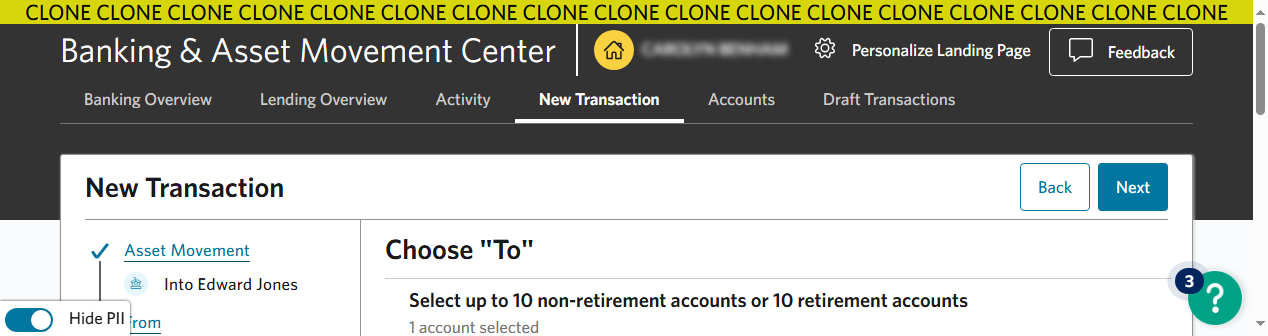 CLONE CLONE CLONE CLONE CLONE CLONE CLONE CLONE CLONE CLONE CLONE CLONE CLONE CLONE CLONE CLONE CLONE
Banking & Asset Movement Center
Personalize Landing Page
Feedback
Banking Overview Lending Overview Activity New Transaction Accounts Draft Transactions
New Transaction
Back Next
Asset Movement
Into Edward Jones
Choose "To"
Select up to 10 non-retirement accounts or 10 retirement accounts
1 account selected
3
?
Hide PII